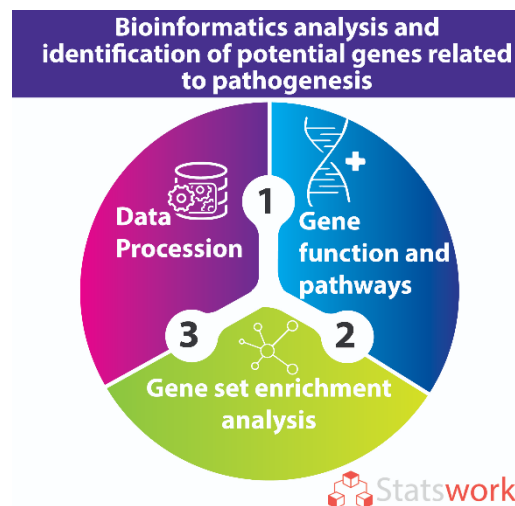 Bioinformatics analysis and
identification of potential genes related
to pathogenesis
1
Data
Procession
Gene
function and
pathways
3
2
Gene set enrichment
analysis
Statswork